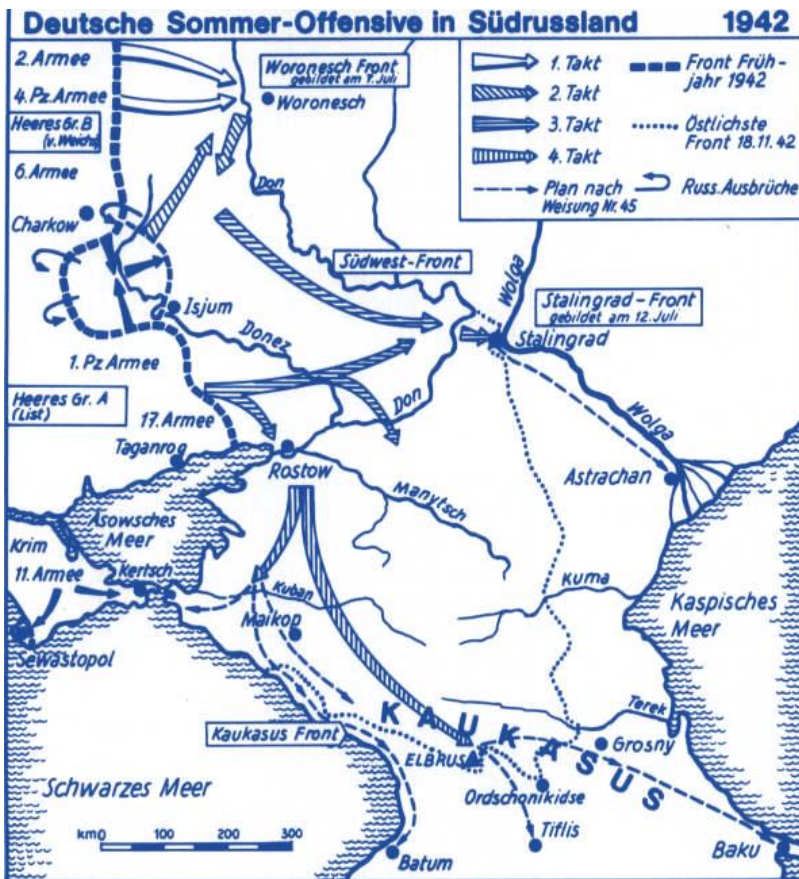 Deutsche Sommer-Offensive in Südrussland 1942
2. Armee
4. Pz. Armee
Heeres Gr. B
(v. Weichs)
6. Armee
Charkow
Woronesch Front
gebildet am 7. Juli
Woronesch
1. Takt
2. Takt
3. Takt
4. Takt
Plan nach
Weisung Nr. 45
Front Früh-
jahr 1942
Östlichste
Front 18.11.42
Russ. Ausbrüche
Don
Südwest-Front
Wolga
Stalingrad-Front
gebildet am 12. Juli
Stalingrad
Isjum
Donez
1. Pz Armee
Heeres Gr. A
(List)
17. Armee
Don
Wolga
Taganrog
Rostow
Astrachan
Manytsch
Asowsches
Meer
Krim
11. Armee
Kertsch
Kuban
Kuma
Kaspisches
Meer
Sewastopol
Maikop
Terek
KAUKASUS
Kaukasus Front
ELBRUS
Grosny
Ordschonikidse
Schwarzes Meer
Tiflis
km 0 100 200 300
Batum
Baku